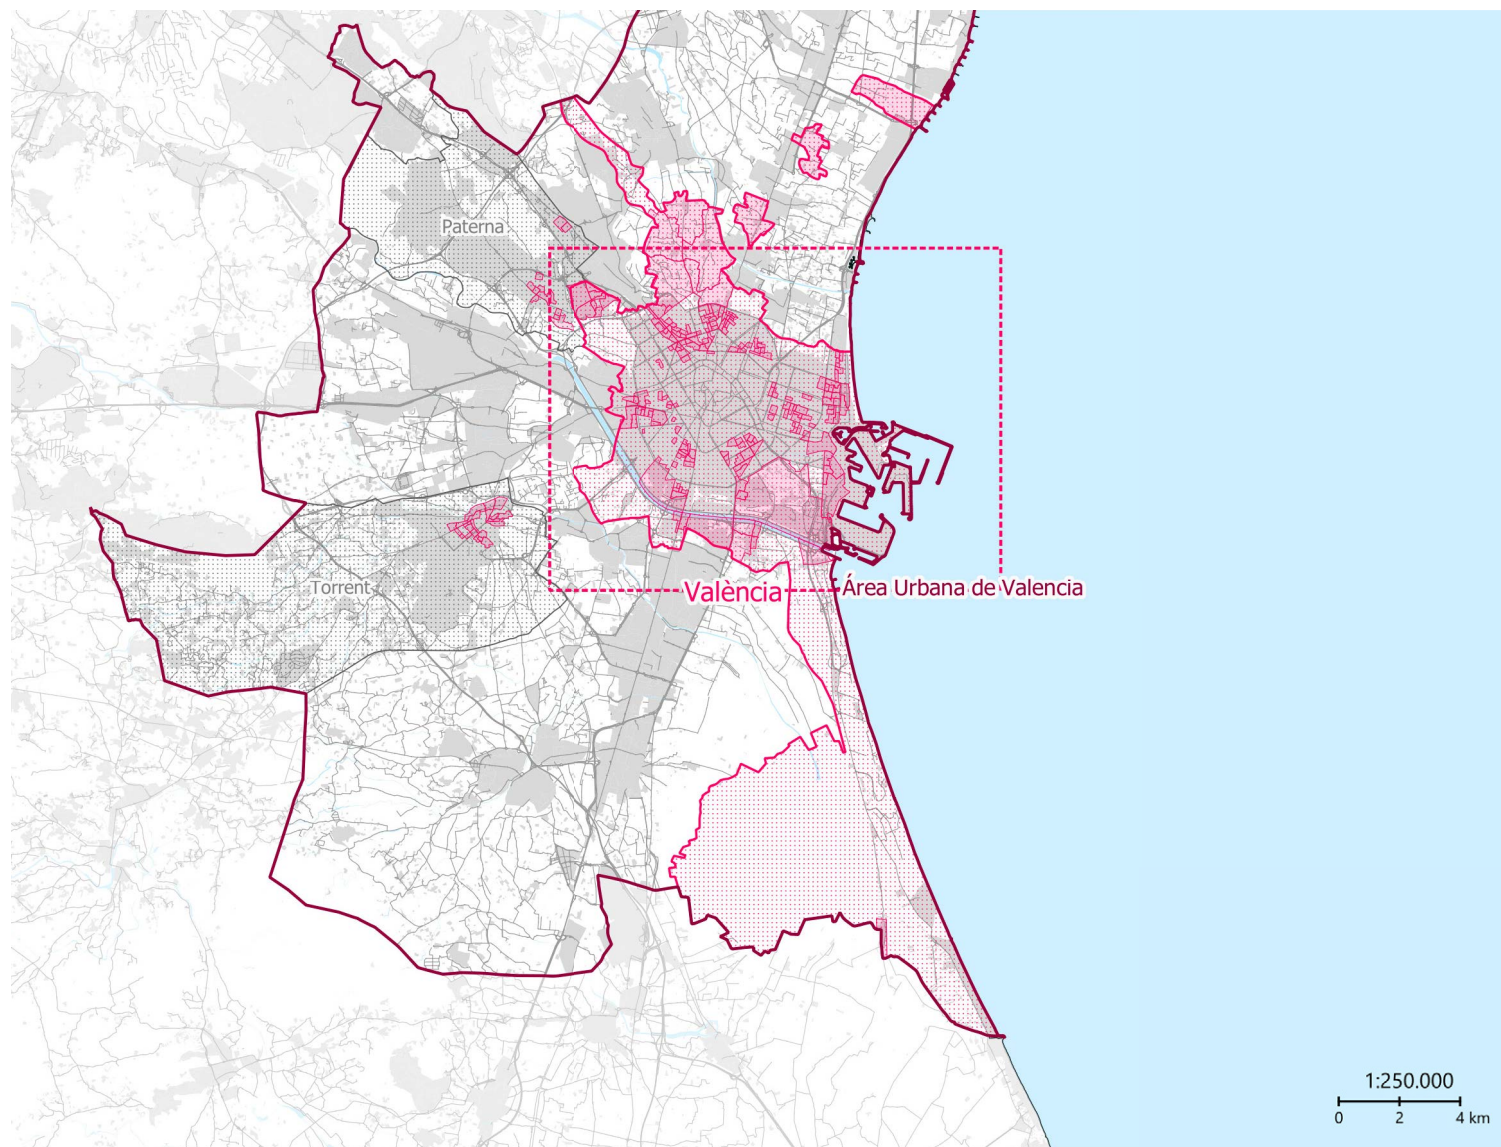 Paterna
Torrent
València
Área Urbana de Valencia
1:250.000
0 2 4 km